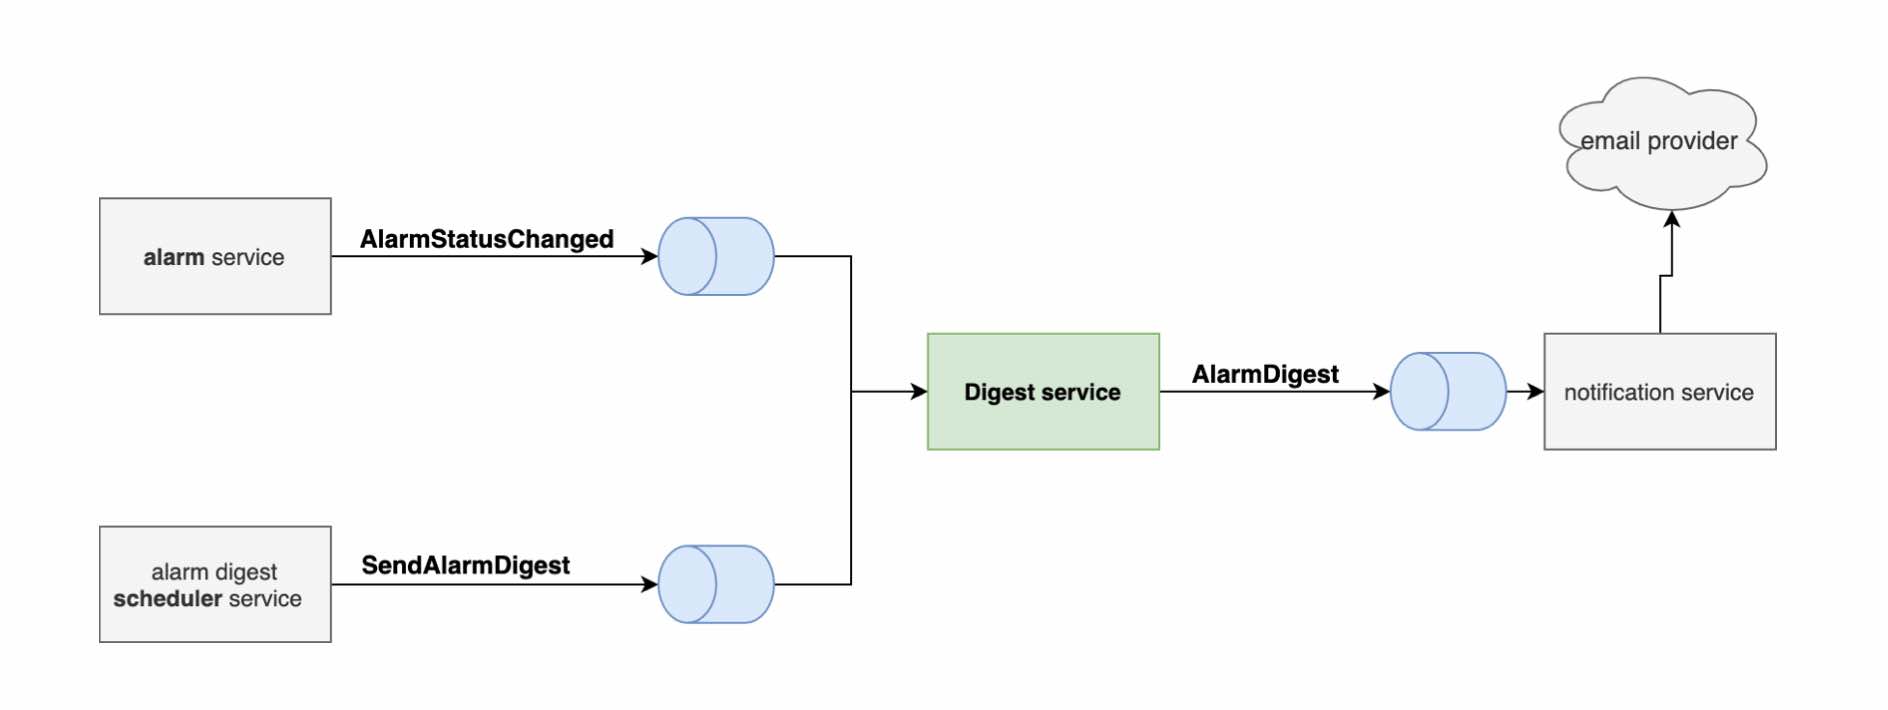 email provider
AlarmStatusChanged
alarm service
AlarmDigest
Digest service
notification service
SendAlarmDigest
alarm digest
scheduler service